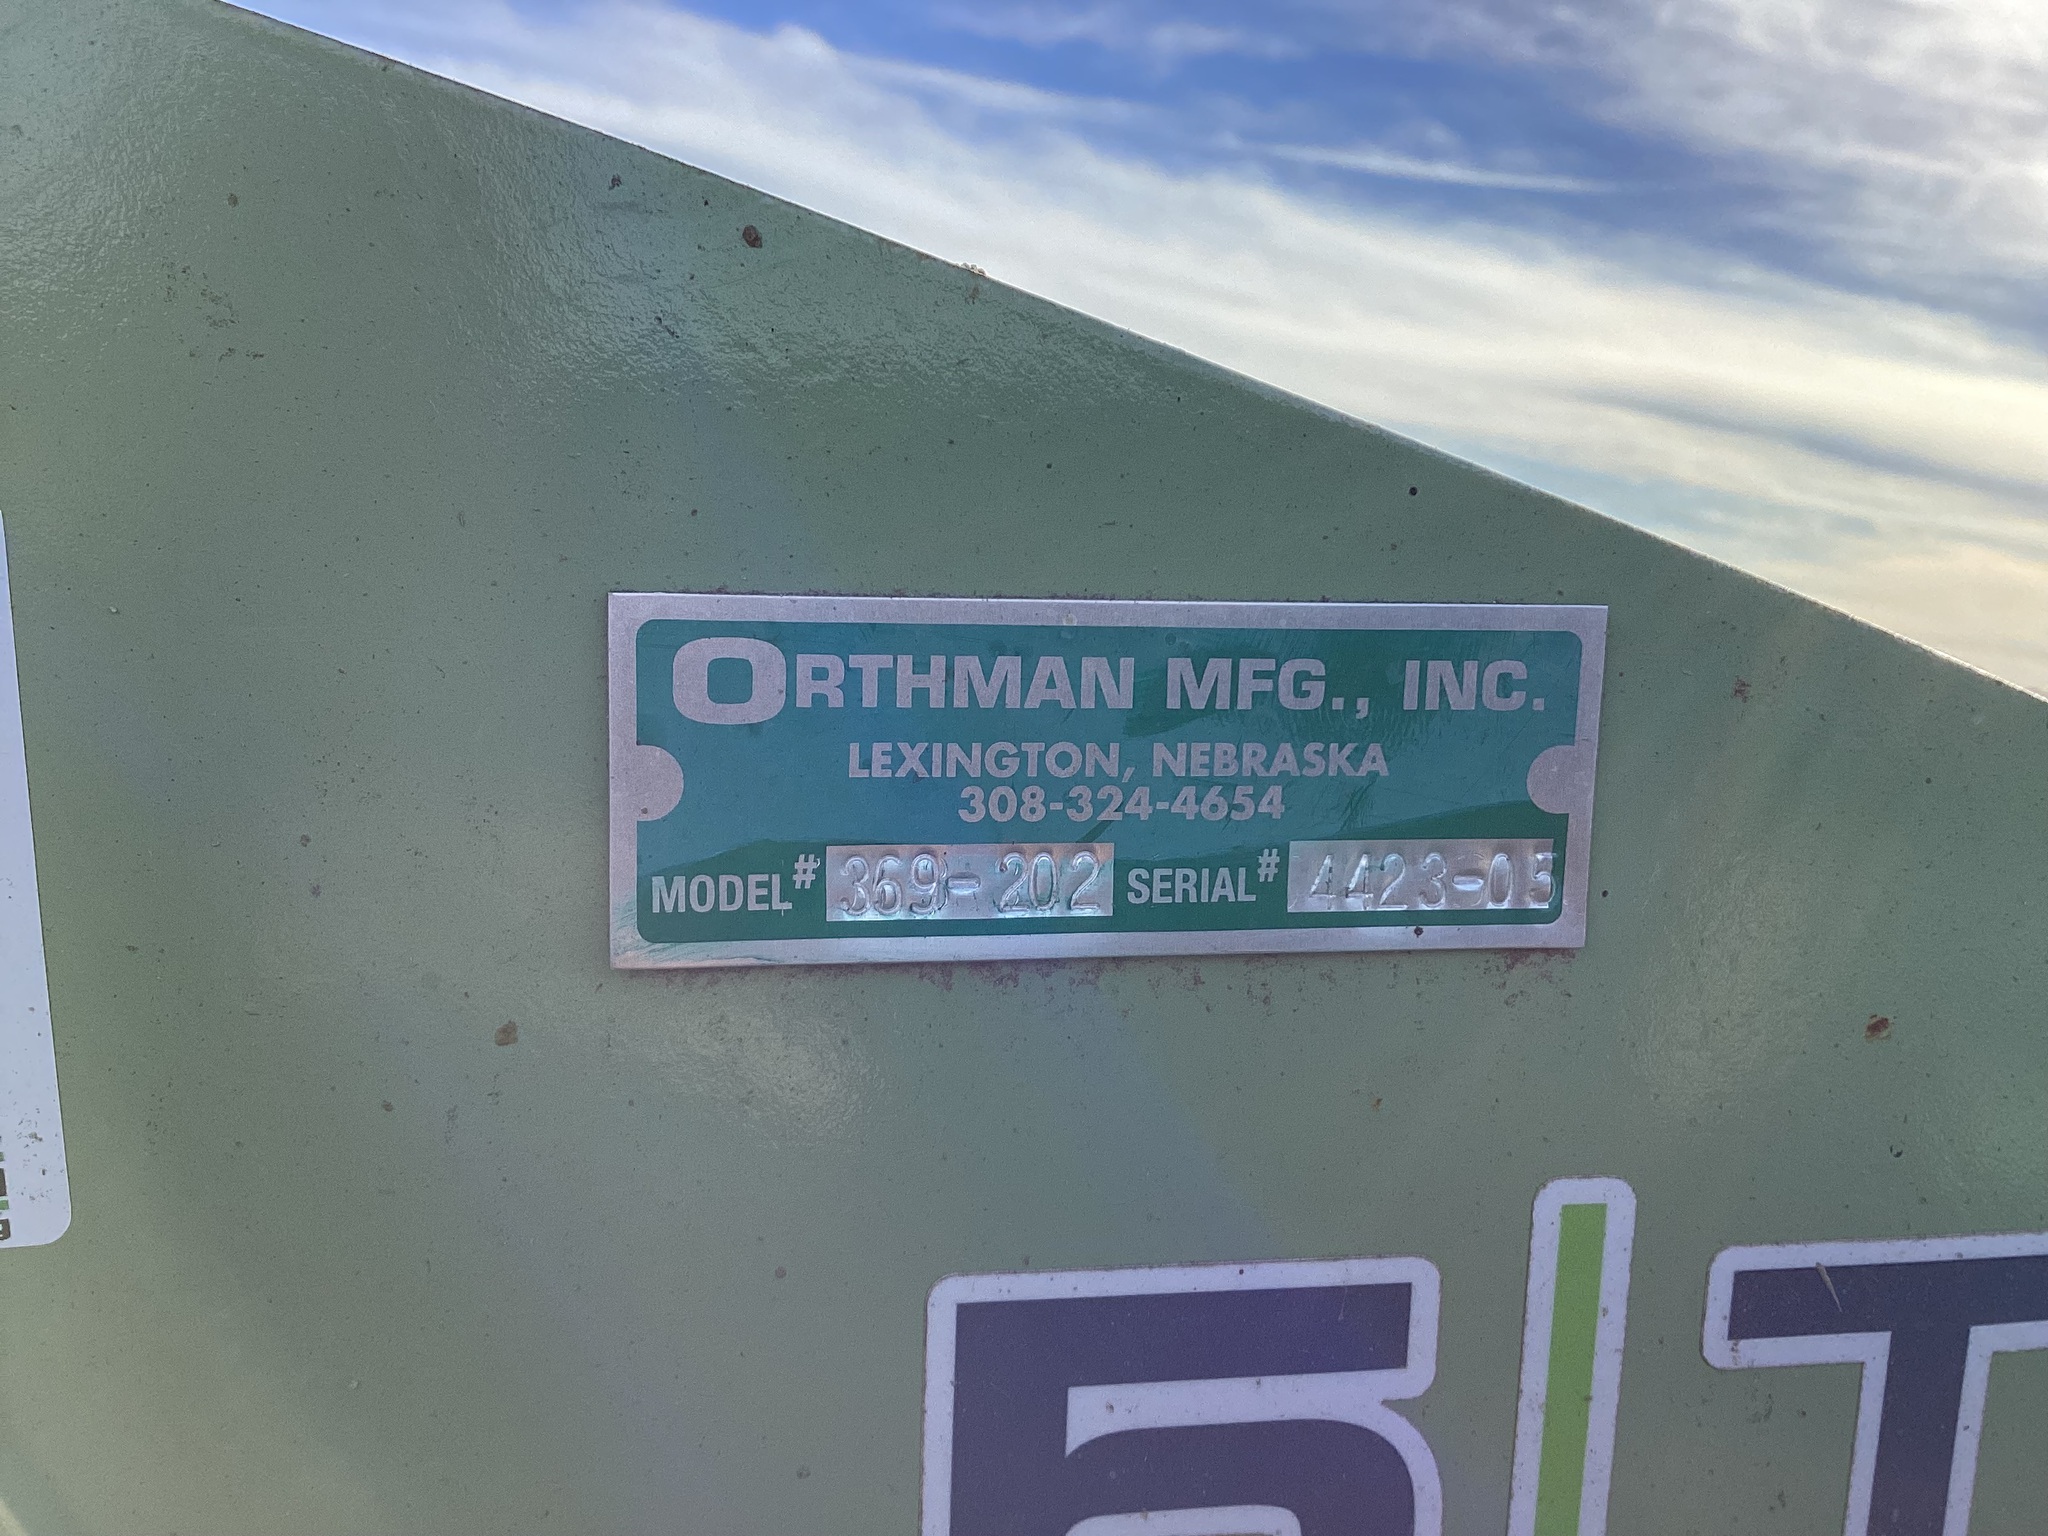 ORTHMAN MFG., INC.
LEXINGTON, NEBRASKA
308-324-4654
MODEL# 369-202 SERIAL# 4423-05